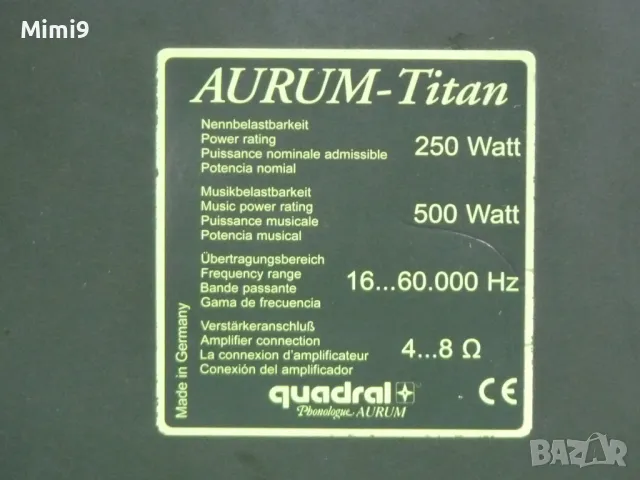 Mimi9
AURUM-Titan
Nennbelastbarkeit
Power rating
Puissance nominale admissible
Potencia nomial
250 Watt
Musikbelastbarkeit
Music power rating
Puissance musicale
Potencia musical
500 Watt
Übertragungsbereich
Frequency range
Bande passante
Gama de frecuencia
16...60.000 Hz
Verstärkeranschluß
Amplifier connection
La connexion d'amplificateur
Conexión del amplificador
4...8 Ω
Made in Germany
quadral
Phonologue AURUM
CE
BAZAR